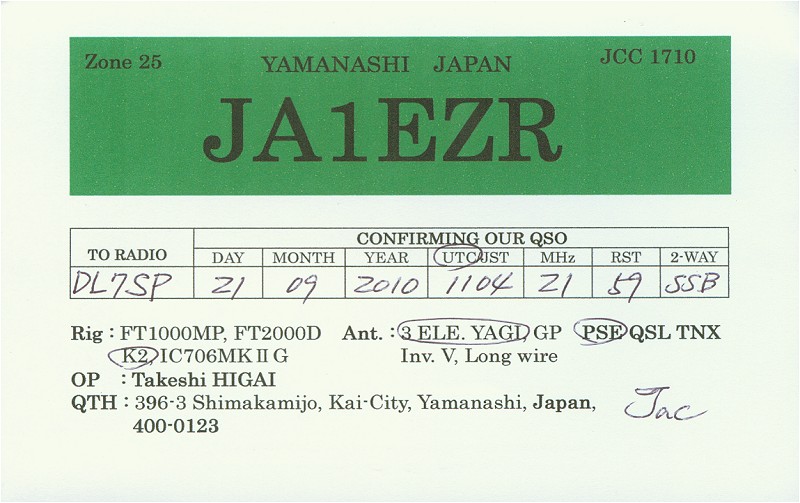 Zone 25 YAMANASHI JAPAN JCC 1710
JA1EZR
CONFIRMING OUR QSO
TO RADIO DAY MONTH YEAR UTC/JST MHz RST 2-WAY
DL7SP 21 09 2010 1104 21 59 SSB
Rig : FT1000MP, FT2000D Ant. : 3 ELE. YAGI, GP PSE QSL TNX
K2, IC706MKⅡG Inv. V, Long wire
OP : Takeshi HIGAI
QTH : 396-3 Shimakamijo, Kai-City, Yamanashi, Japan,
400-0123